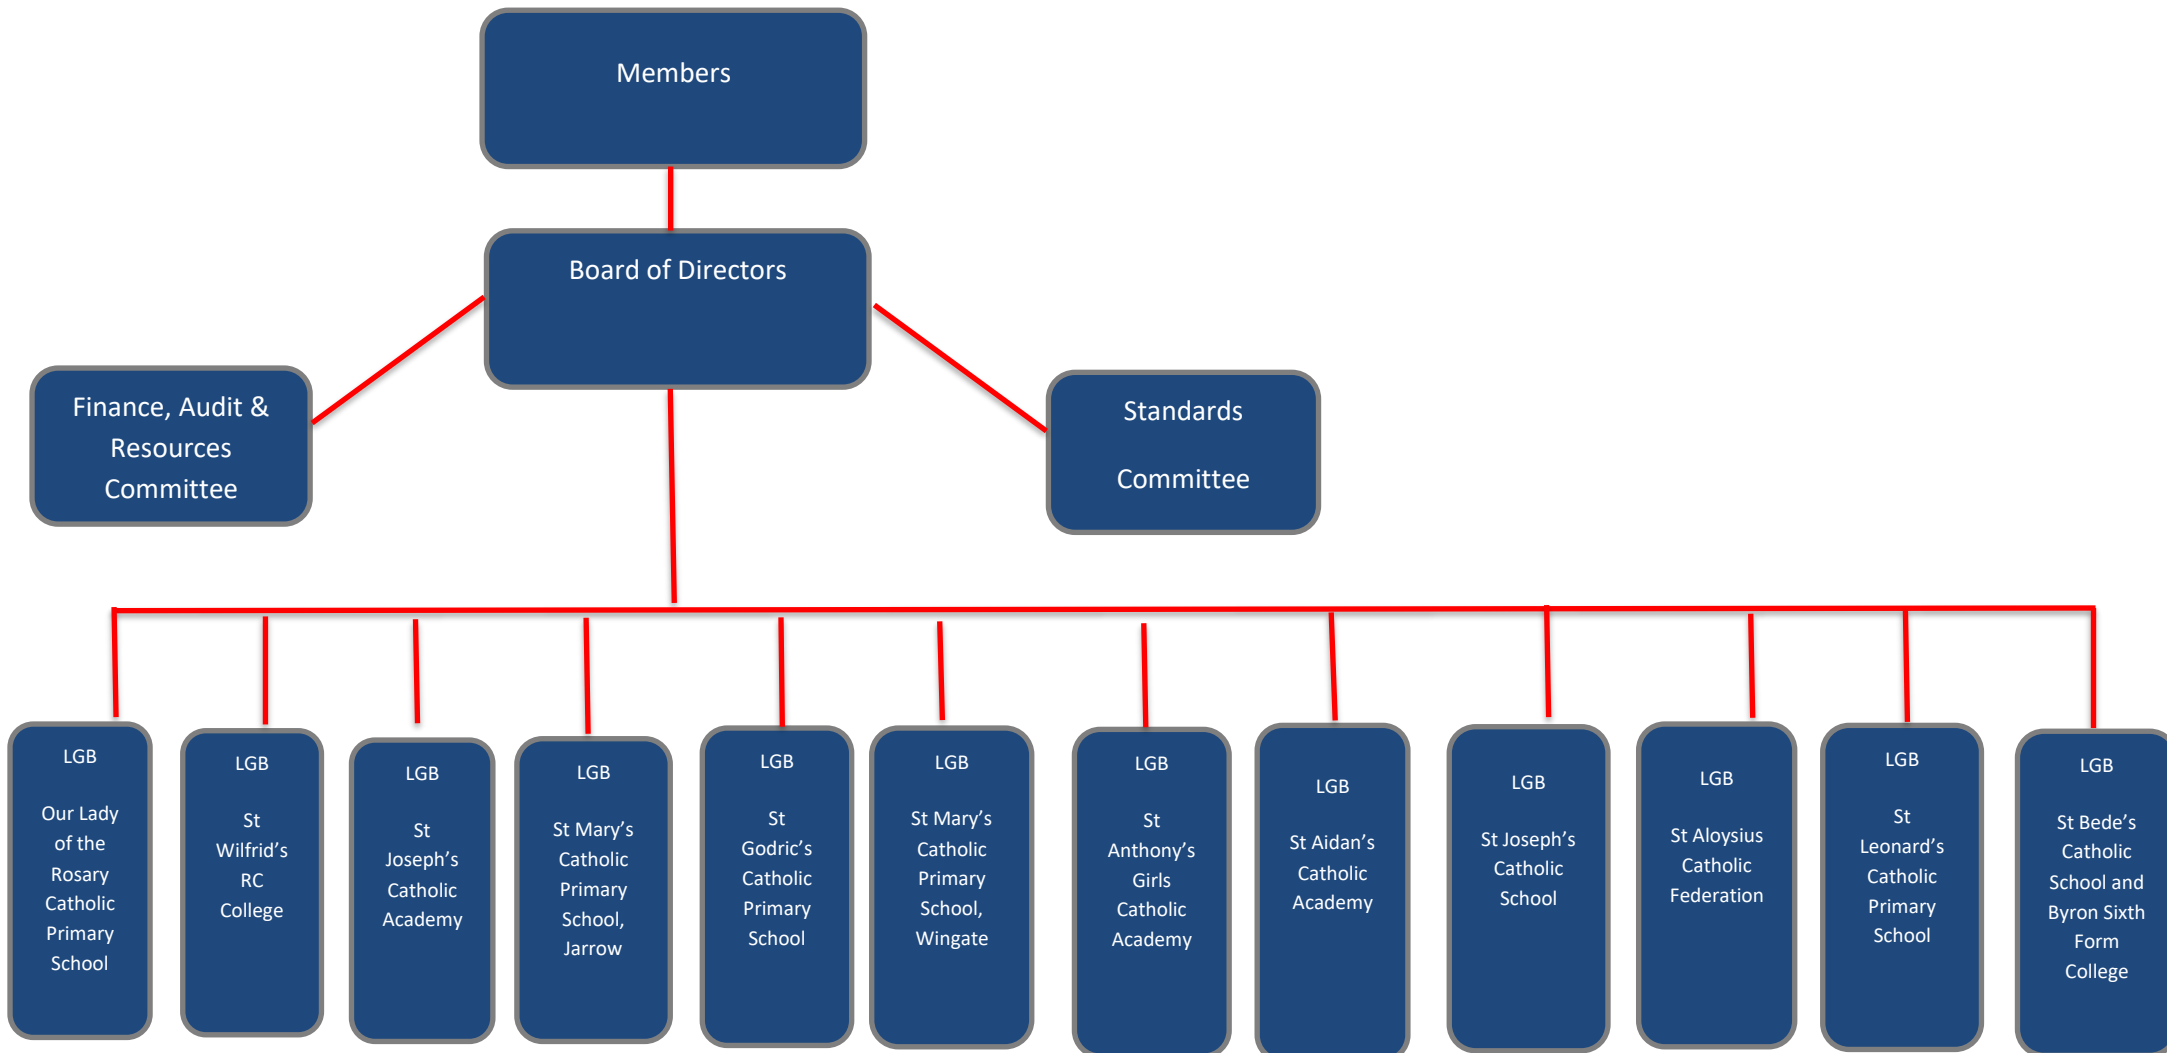 Members
Board of Directors
Finance, Audit &
Resources
Committee
Standards
Committee
LGB
Our Lady
of the
Rosary
Catholic
Primary
School
LGB
St
Wilfrid’s
RC
College
LGB
St
Joseph’s
Catholic
Academy
LGB
St Mary’s
Catholic
Primary
School,
Jarrow
LGB
St
Godric’s
Catholic
Primary
School
LGB
St Mary’s
Catholic
Primary
School,
Wingate
LGB
St
Anthony’s
Girls
Catholic
Academy
LGB
St Aidan’s
Catholic
Academy
LGB
St Joseph’s
Catholic
School
LGB
St Aloysius
Catholic
Federation
LGB
St
Leonard’s
Catholic
Primary
School
LGB
St Bede’s
Catholic
School and
Byron Sixth
Form
College